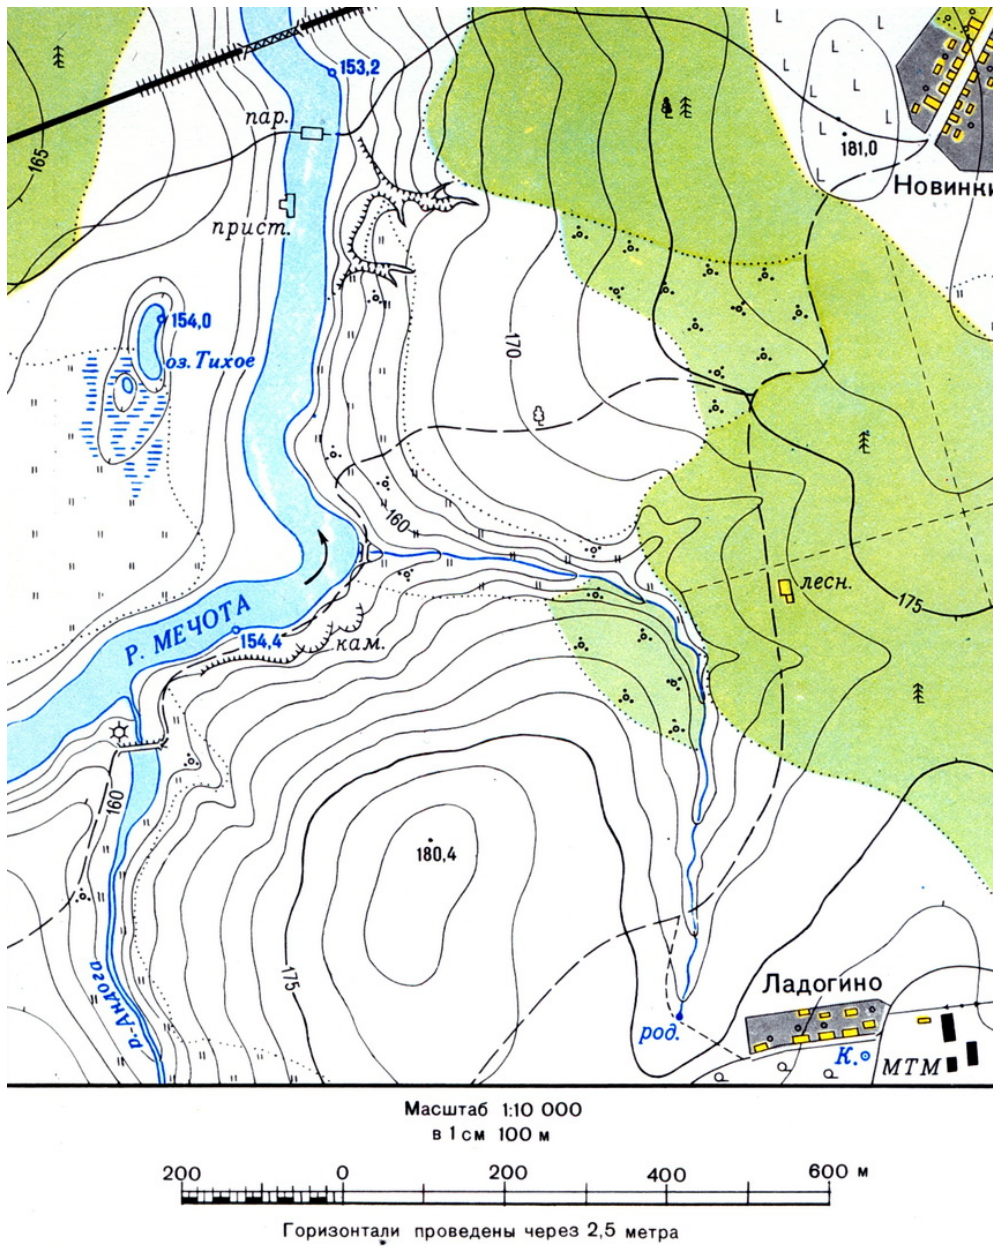 153,2
пар.
165
181,0
Новинки
прист.
154,0
оз. Тихое
170
160
лесн.
175
Р. МЕЧОТА
154,4
кам.
160
180,4
175
р. Андога
Ладогино
род.
К.
МТМ
Масштаб 1:10 000
в 1 см 100 м
200 0 200 400 600 м
Горизонтали проведены через 2,5 метра